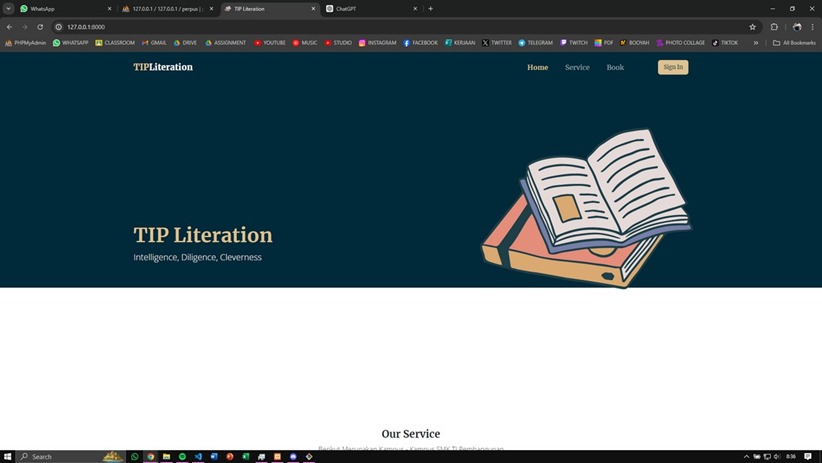 WhatsApp
127.0.0.1 / 127.0.0.1 / perpus | p
TIP Literation
ChatGPT
127.0.0.1:8000
PHPMyAdmin WHATSAPP CLASSROOM GMAIL DRIVE ASSIGNMENT YOUTUBE MUSIC STUDIO INSTAGRAM FACEBOOK KERJAAN TWITTER TELEGRAM TWITCH PDF BOOYAH PHOTO COLLAGE TIKTOK » All Bookmarks
TIPLiteration Home Service Book Sign In
TIP Literation
Intelligence, Diligence, Cleverness
Our Service
Berikut Merupakan Kampus - Kampus SMK TI Pembangunan
Search 8:36